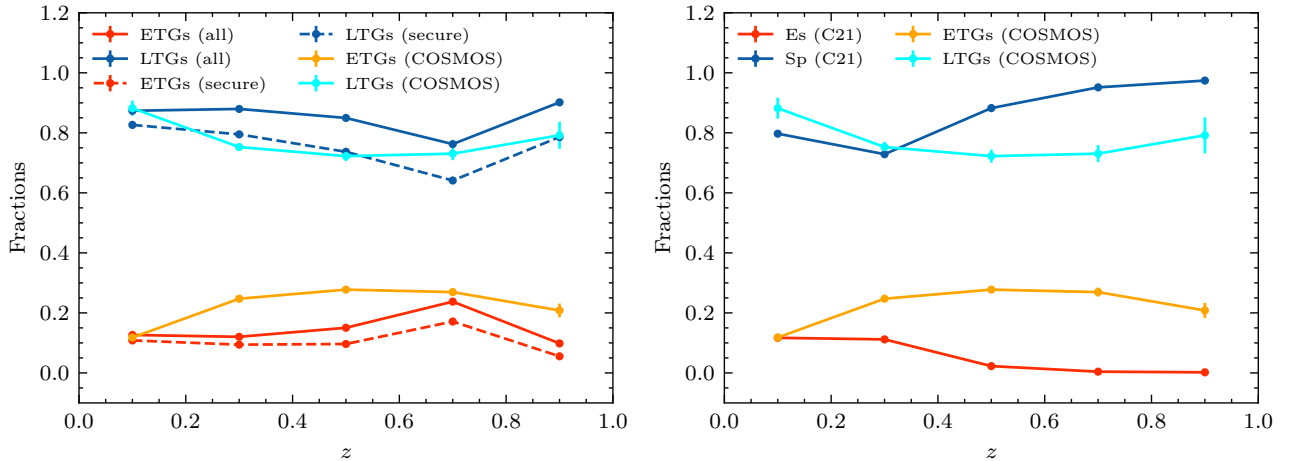 ETGs (all)
LTGs (all)
ETGs (secure)
LTGs (secure)
ETGs (COSMOS)
LTGs (COSMOS)
Fractions
1.2
1.0
0.8
0.6
0.4
0.2
0.0
0.0 0.2 0.4 0.6 0.8 1.0
z
Es (C21)
Sp (C21)
ETGs (COSMOS)
LTGs (COSMOS)
Fractions
1.2
1.0
0.8
0.6
0.4
0.2
0.0
0.0 0.2 0.4 0.6 0.8 1.0
z